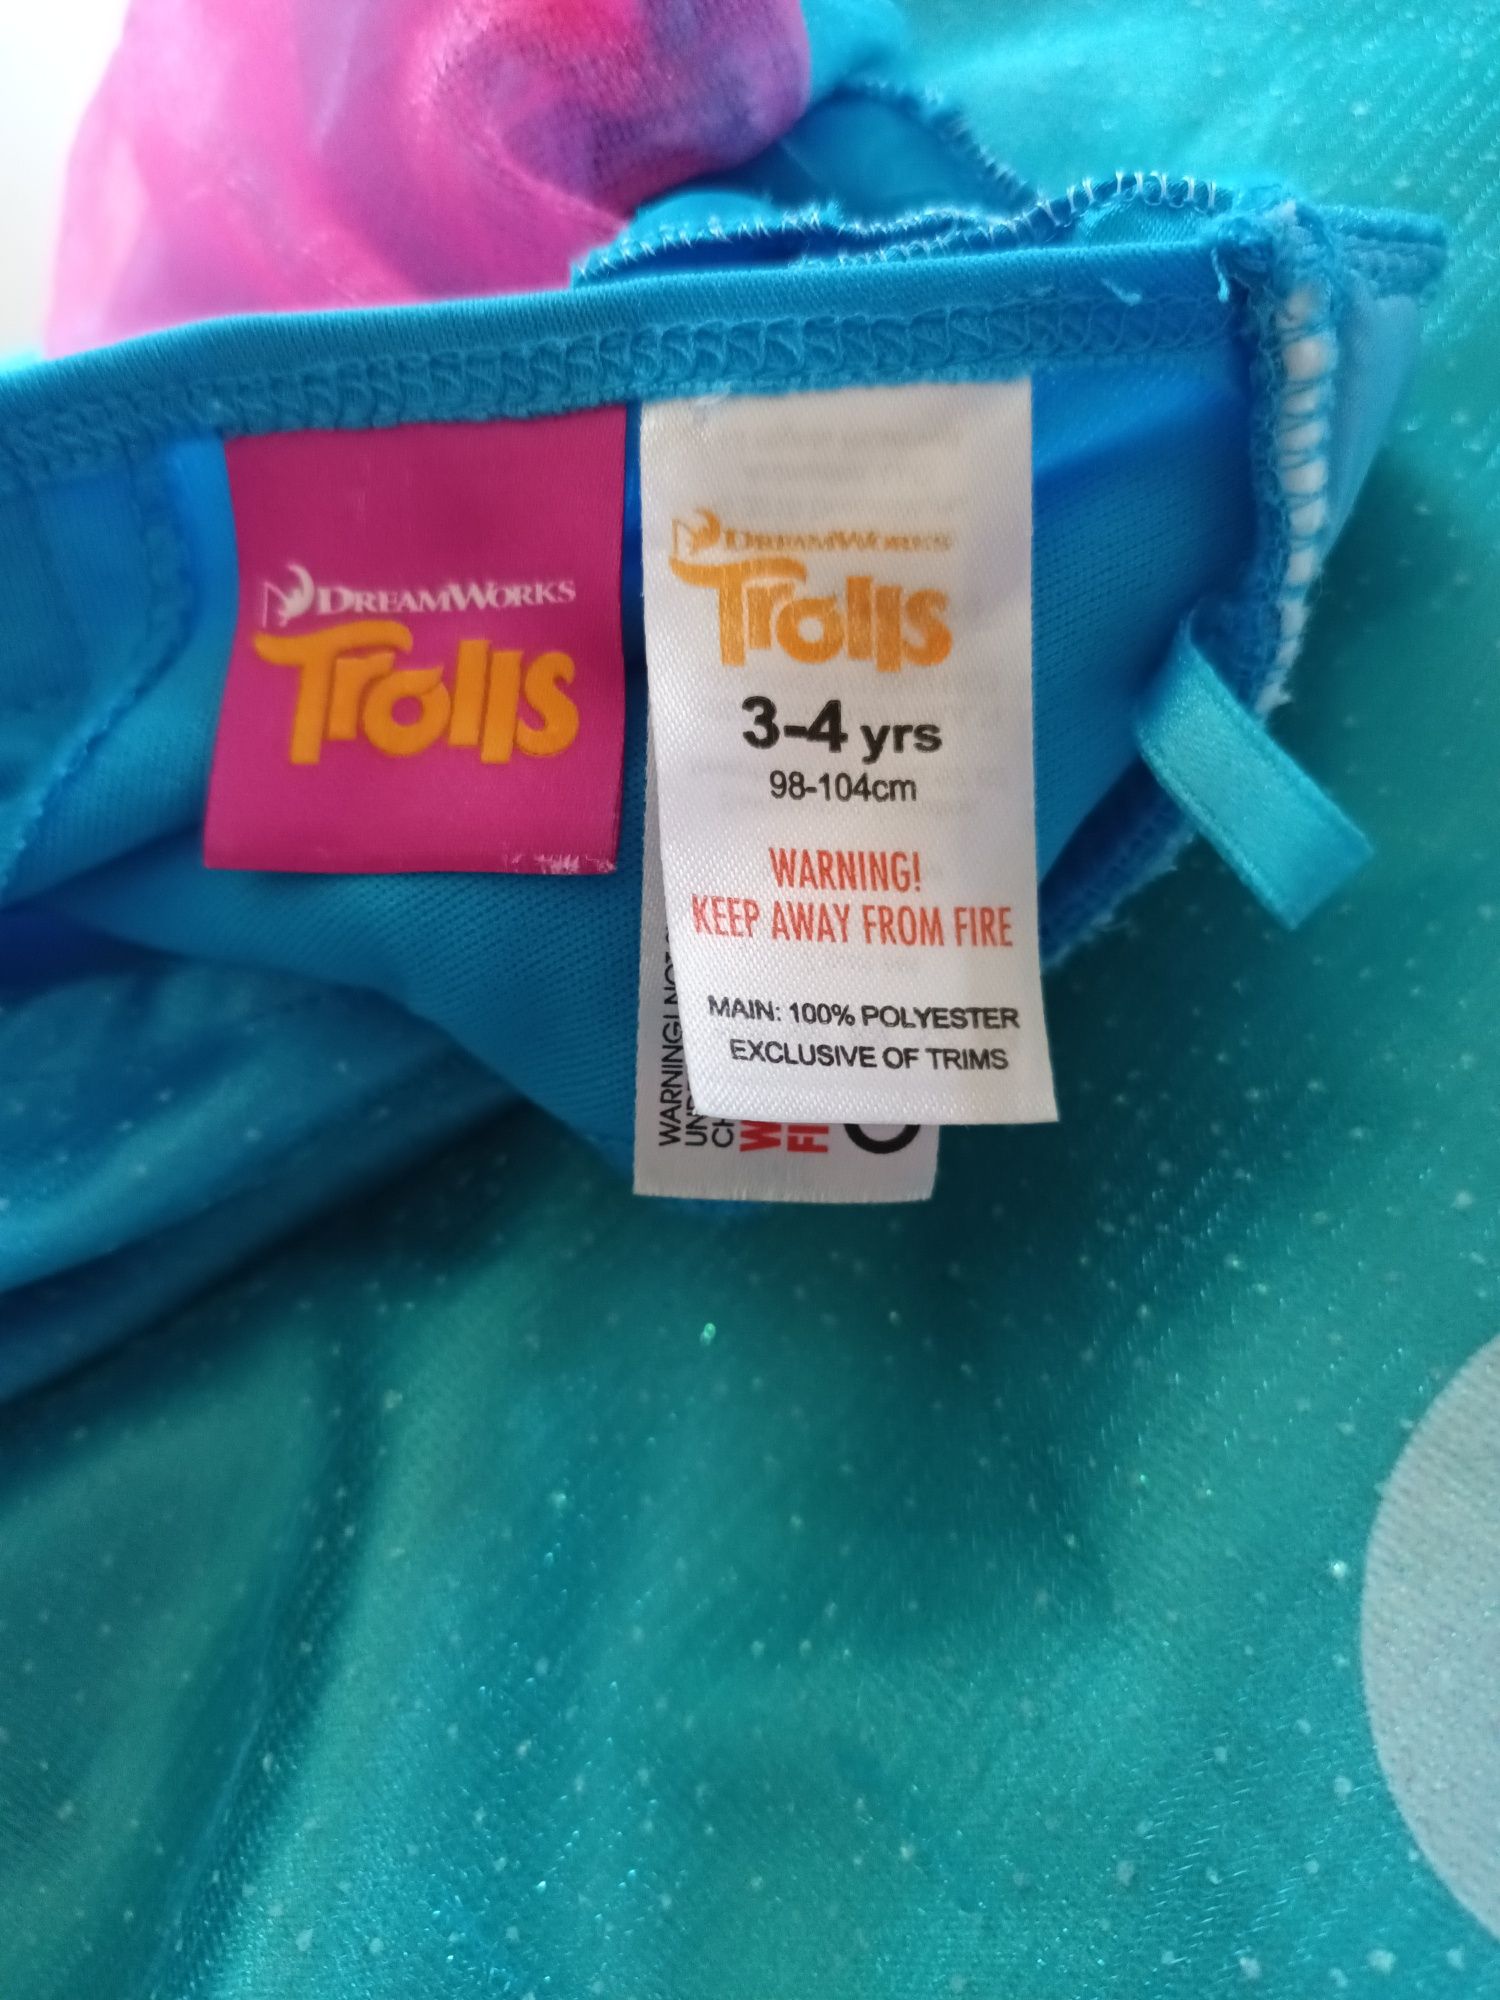 DREAMWORKS
Trolls
DREAMWORKS
Trolls
3-4 yrs
98-104cm
WARNING!
KEEP AWAY FROM FIRE
MAIN: 100% POLYESTER
EXCLUSIVE OF TRIMS
WARNING! NOT